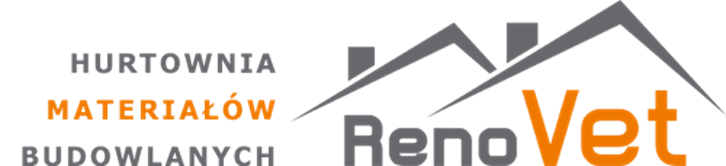 HURTOWNIA
MATERIAŁÓW
BUDOWLANYCH
RenoVet